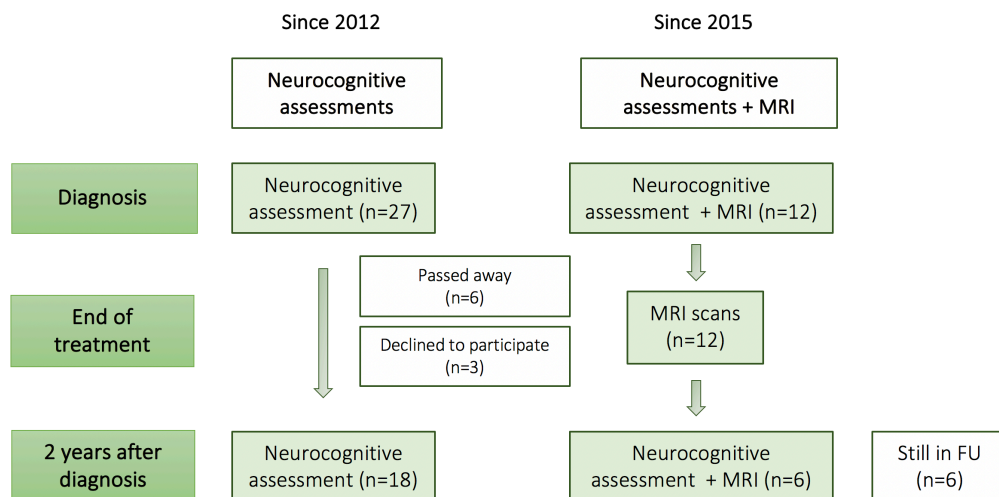 Since 2012
Since 2015
Neurocognitive
assessments
Neurocognitive
assessments + MRI
Diagnosis
Neurocognitive
assessment (n=27)
Neurocognitive
assessment + MRI (n=12)
Passed away
(n=6)
End of
treatment
MRI scans
(n=12)
Declined to participate
(n=3)
2 years after
diagnosis
Neurocognitive
assessment (n=18)
Neurocognitive
assessment + MRI (n=6)
Still in FU
(n=6)